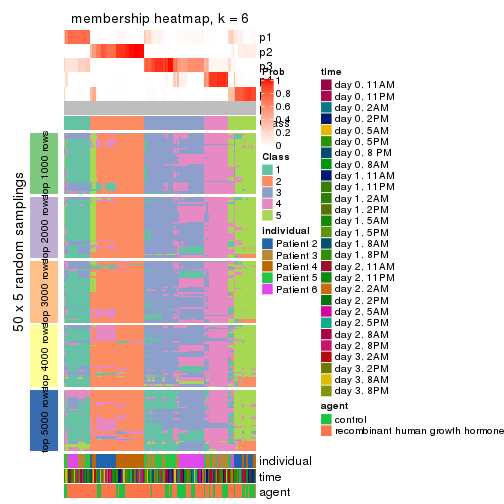 membership heatmap, k = 6
p1
p2
p3
Prob
1
0.8
0.6
0.4
0.2
0
Class
1
2
3
4
5
individual
Patient 2
Patient 3
Patient 4
Patient 5
Patient 6
time
day 0. 11AM
day 0. 11PM
day 0. 2AM
day 0. 2PM
day 0. 5AM
day 0. 5PM
day 0. 8 PM
day 0. 8AM
day 1. 11AM
day 1. 11PM
day 1. 2AM
day 1. 2PM
day 1. 5AM
day 1. 5PM
day 1. 8AM
day 1. 8PM
day 2. 11AM
day 2. 11PM
day 2. 2AM
day 2. 2PM
day 2. 5AM
day 2. 5PM
day 2. 8AM
day 2. 8PM
day 3. 2AM
day 3. 2PM
day 3. 8AM
day 3. 8PM
agent
control
recombinant human growth hormone
50 x 5 random samplings
top 1000 rows
top 2000 rows
top 3000 rows
top 4000 rows
top 5000 rows
individual
time
agent